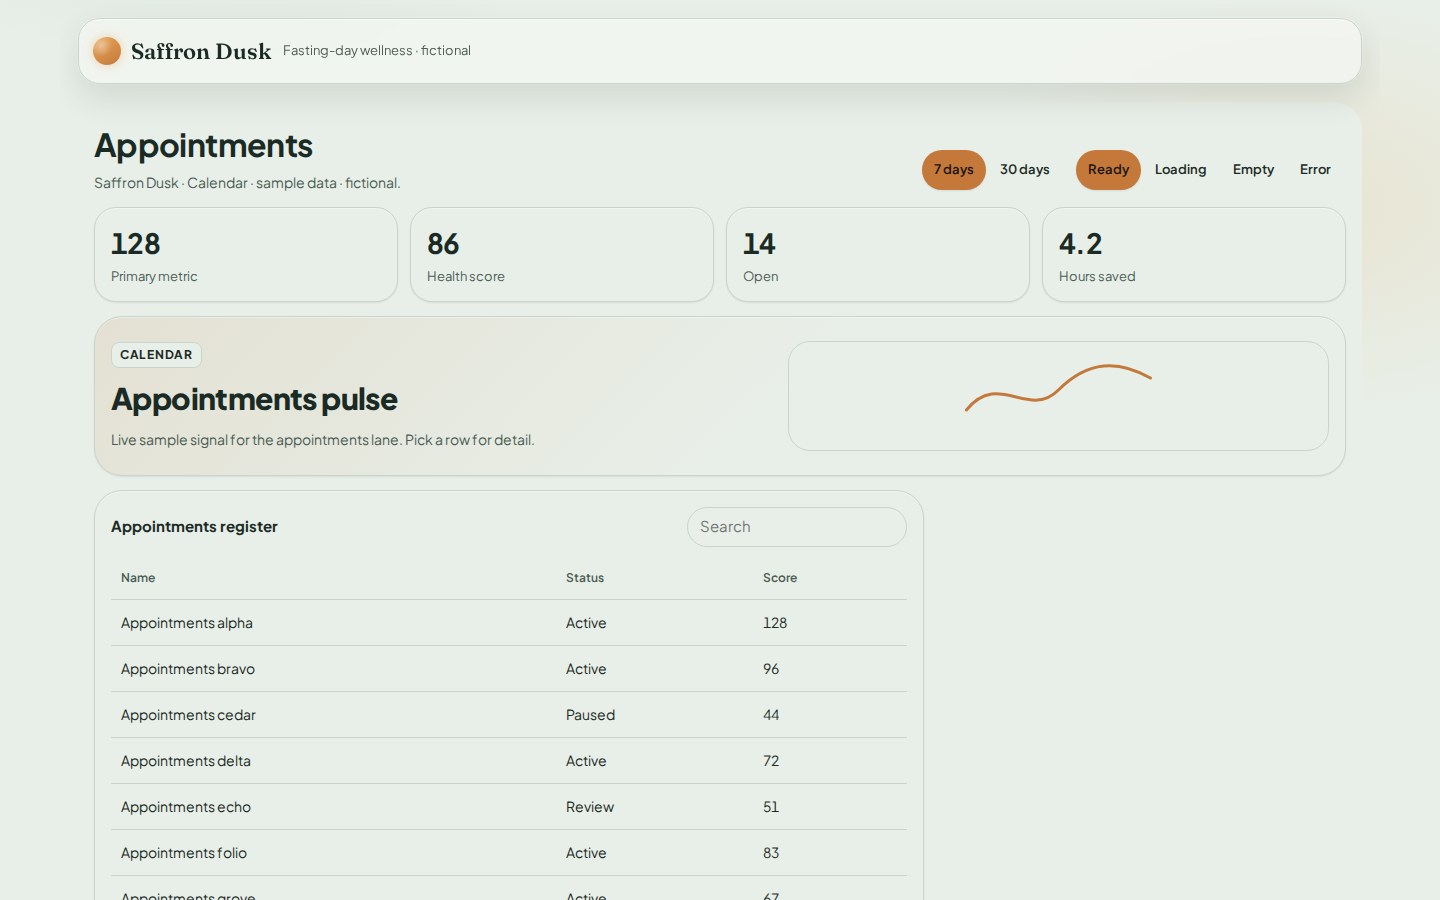 Saffron Dusk Fasting-day wellness · fictional
Appointments
Saffron Dusk · Calendar · sample data · fictional.
7 days 30 days Ready Loading Empty Error
128 86 14 4.2
Primary metric Health score Open Hours saved
CALENDAR
Appointments pulse
Live sample signal for the appointments lane. Pick a row for detail.
Appointments register Search
Name Status Score
Appointments alpha Active 128
Appointments bravo Active 96
Appointments cedar Paused 44
Appointments delta Active 72
Appointments echo Review 51
Appointments folio Active 83
Appointments grove Active 67